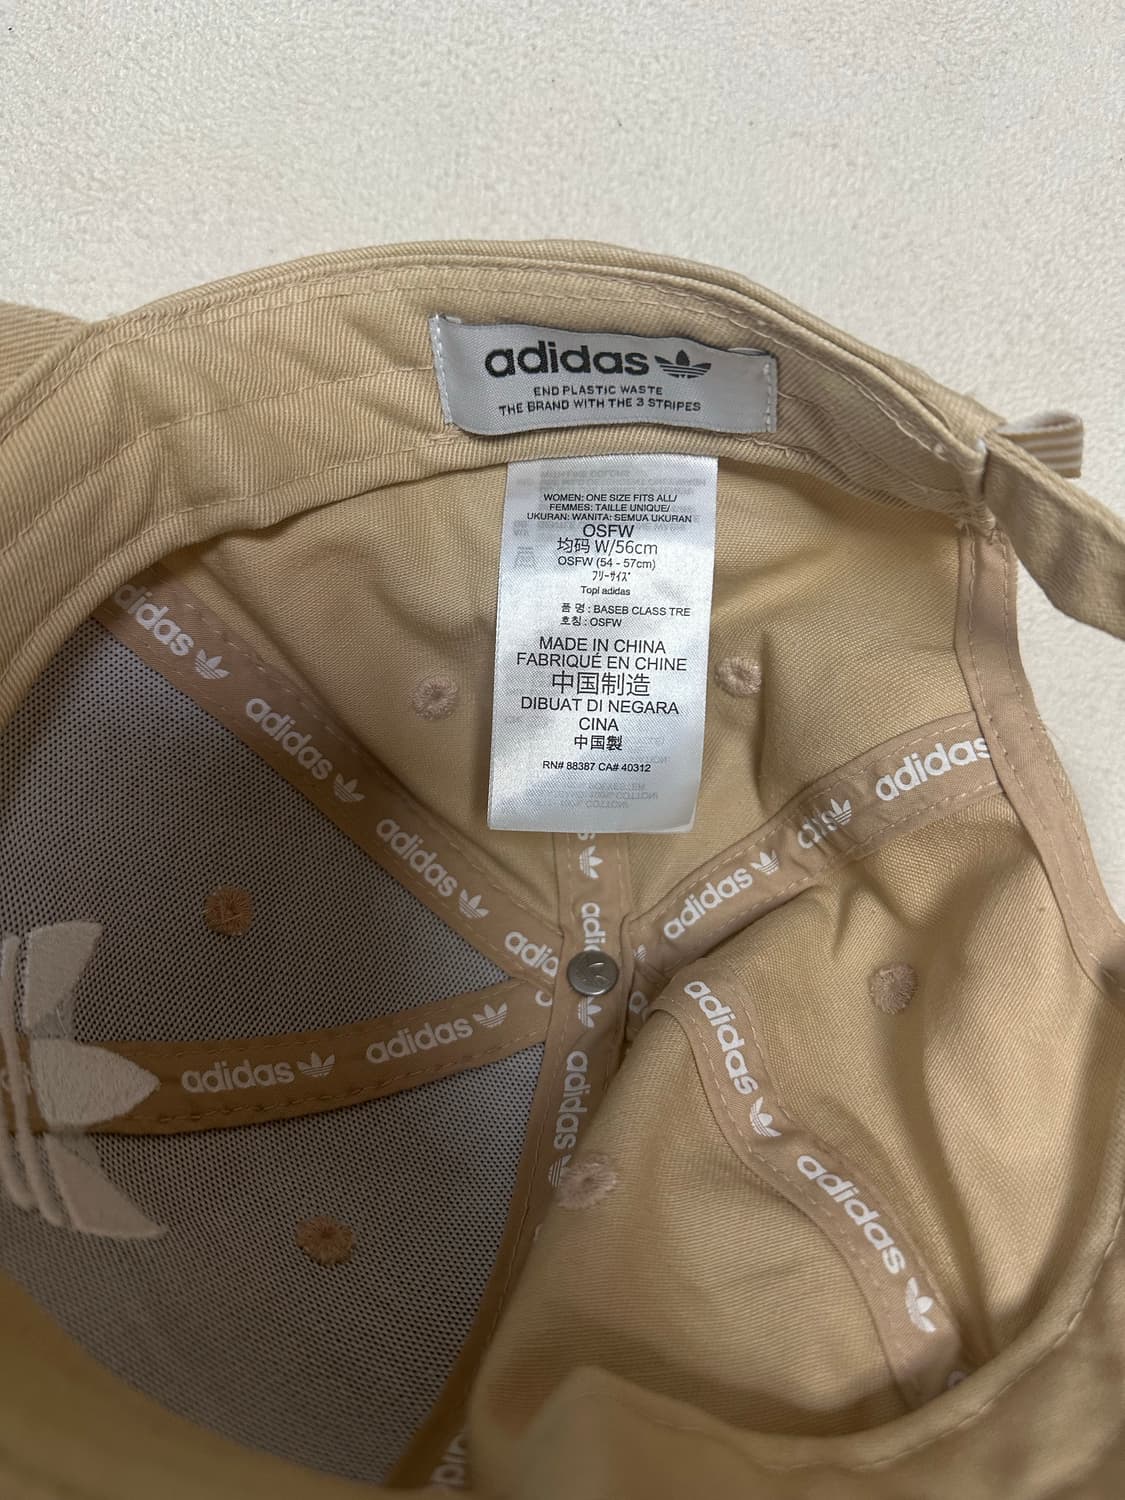 adidas
END PLASTIC WASTE
THE BRAND WITH THE 3 STRIPES
WOMEN: ONE SIZE FITS ALL/
FEMMES: TAILLE UNIQUE/
UKURAN: WANITA: SEMUA UKURAN
OSFW
均码 W/56cm
OSFW (54 - 57cm)
フリーサイズ
Topl adidas
품 명 : BASEB CLASS TRE
호칭 : OSFW
MADE IN CHINA
FABRIQUÉ EN CHINE
中国制造
DIBUAT DI NEGARA
CINA
中国製
RN# 88387 CA# 40312
adidas
adidas
adidas
adidas
adidas
adidas
adidas
adidas
adidas
adidas